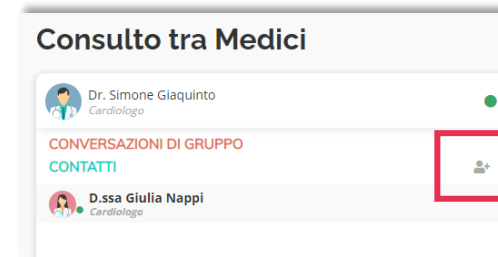 Consulto tra Medici
Dr. Simone Giaquinto
Cardiologo
CONVERSAZIONI DI GRUPPO
CONTATTI
D.ssa Giulia Nappi
Cardiologo